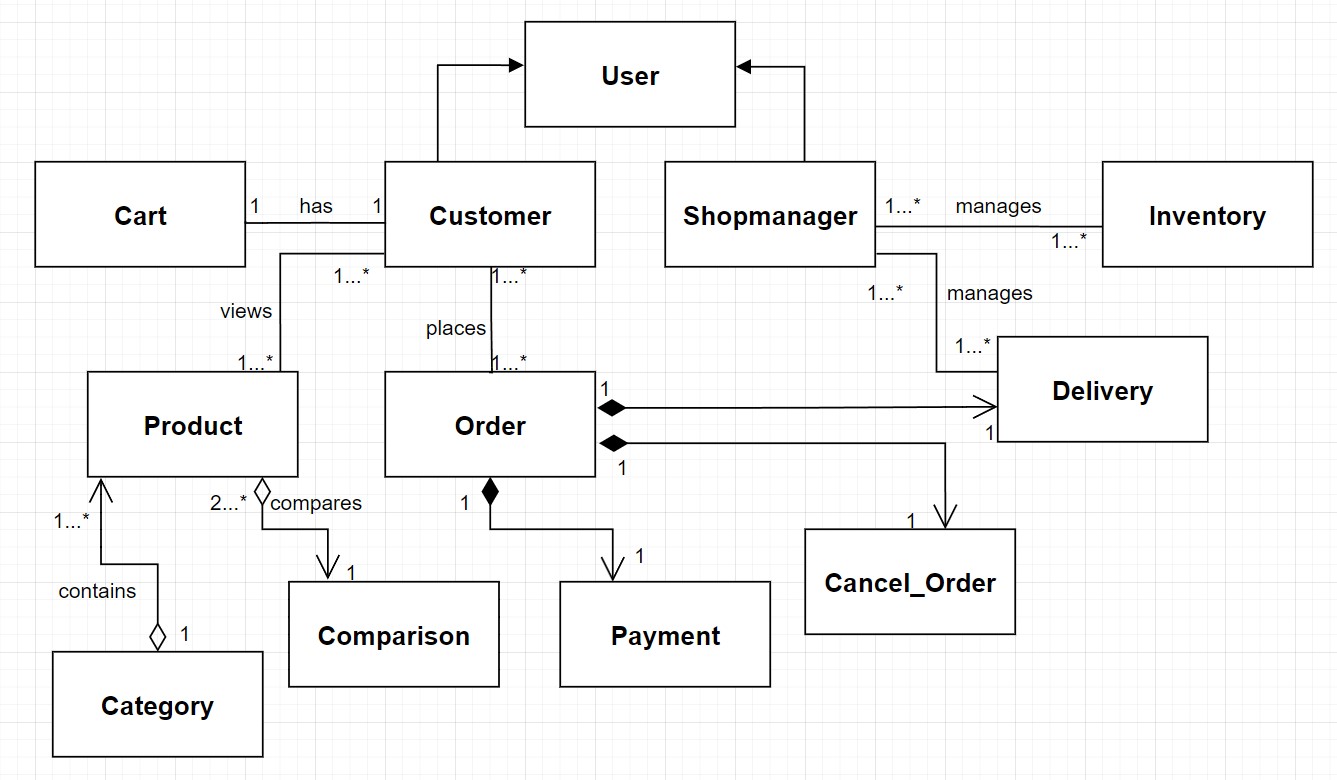 User
Cart
1
has
1
Customer
Shopmanager
1...*
manages
1...*
Inventory
1...*
views
1...*
1...*
places
1...*
1...*
manages
1...*
Product
Order
1
1
Delivery
1
1
2...*
compares
1
1...*
contains
1
1
1
Comparison
Payment
Cancel_Order
Category